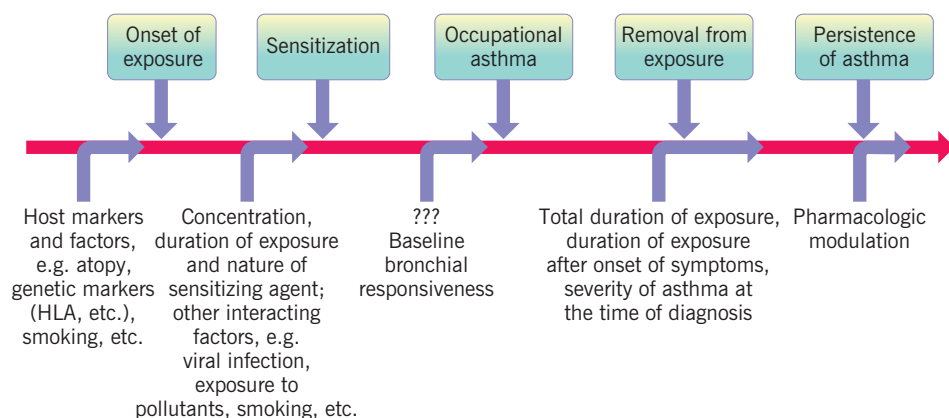 Onset of
exposure
Sensitization
Occupational
asthma
Removal from
exposure
Persistence
of asthma
Host markers
and factors,
e.g. atopy,
genetic markers
(HLA, etc.),
smoking, etc.
Concentration,
duration of exposure
and nature of
sensitizing agent;
other interacting
factors, e.g.
viral infection,
exposure to
pollutants, smoking, etc.
???
Baseline
bronchial
responsiveness
Total duration of exposure,
duration of exposure
after onset of symptoms,
severity of asthma at
the time of diagnosis
Pharmacologic
modulation